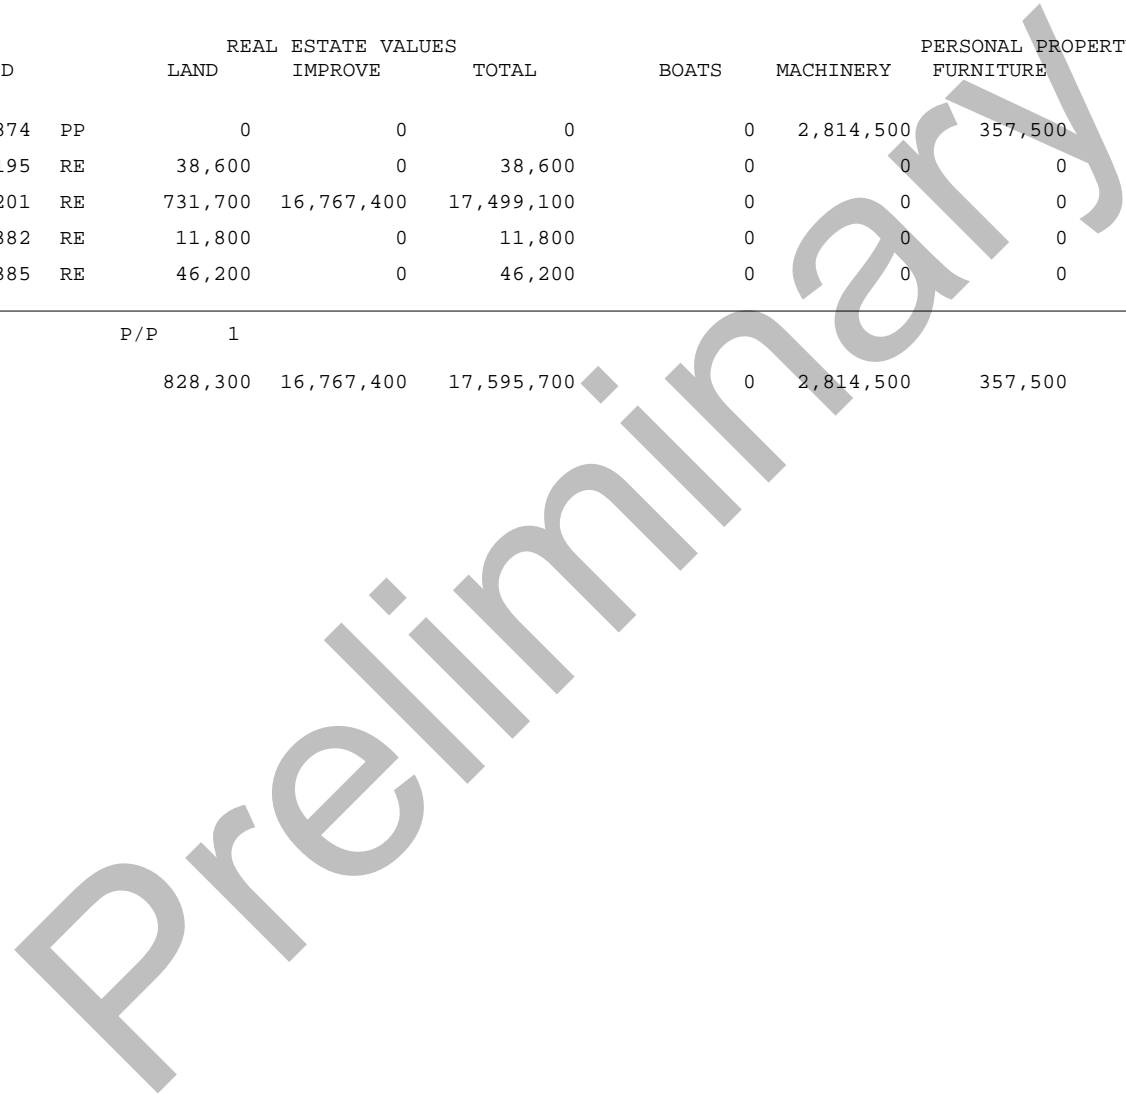 REAL ESTATE VALUES PERSONAL PROPERT
D LAND IMPROVE TOTAL BOATS MACHINERY FURNITURE
374 PP 0 0 0 0 2,814,500 357,500
195 RE 38,600 0 38,600 0 0 0
201 RE 731,700 16,767,400 17,499,100 0 0 0
382 RE 11,800 0 11,800 0 0 0
385 RE 46,200 0 46,200 0 0 0
P/P 1
828,300 16,767,400 17,595,700 0 2,814,500 357,500
Preliminary